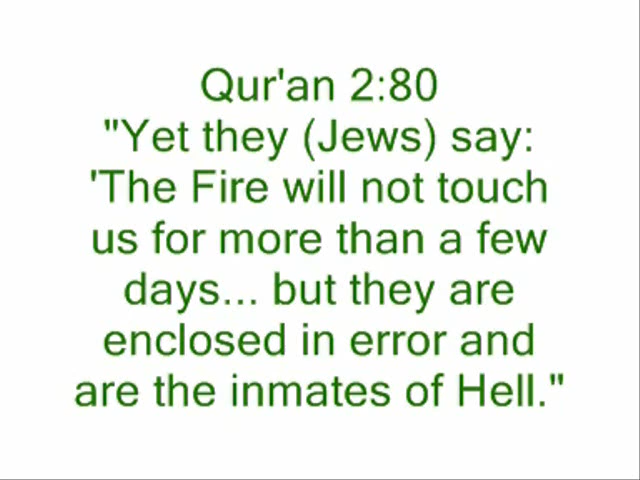 Qur'an 2:80
"Yet they (Jews) say:
'The Fire will not touch
us for more than a few
days... but they are
enclosed in error and
are the inmates of Hell."